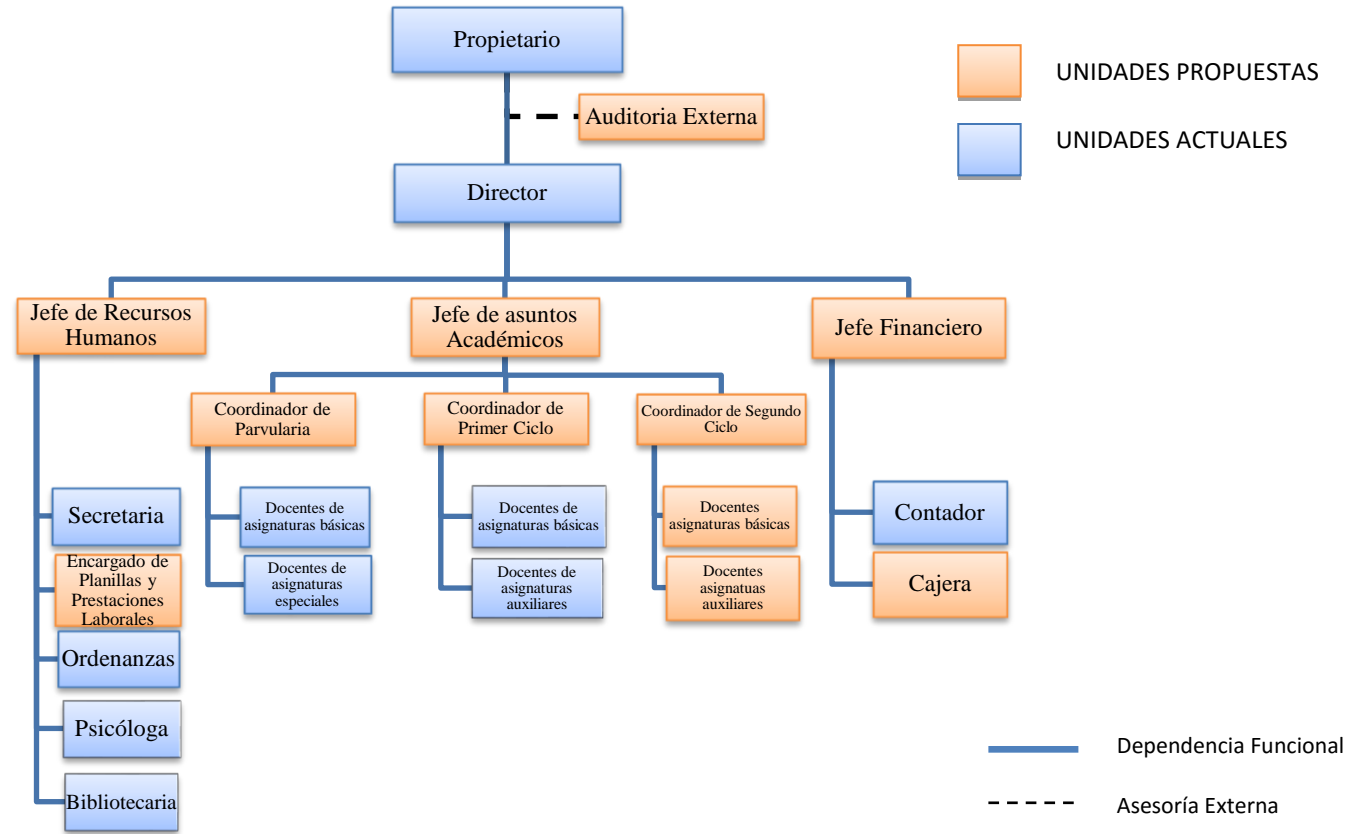 Propietario
UNIDADES PROPUESTAS
Auditoria Externa
UNIDADES ACTUALES
Director
Jefe de Recursos
Humanos
Jefe de asuntos
Académicos
Jefe Financiero
Coordinador de
Parvularia
Coordinador de
Primer Ciclo
Coordinador de Segundo
Ciclo
Secretaria
Encargado de
Planillas y
Prestaciones
Laborales
Ordenanzas
Psicóloga
Bibliotecaria
Docentes de
asignaturas básicas
Docentes de
asignaturas
especiales
Docentes de
asignaturas básicas
Docentes de
asignaturas
auxiliares
Docentes
asignaturas básicas
Docentes
asignatuas
auxiliares
Contador
Cajera
Dependencia Funcional
Asesoría Externa